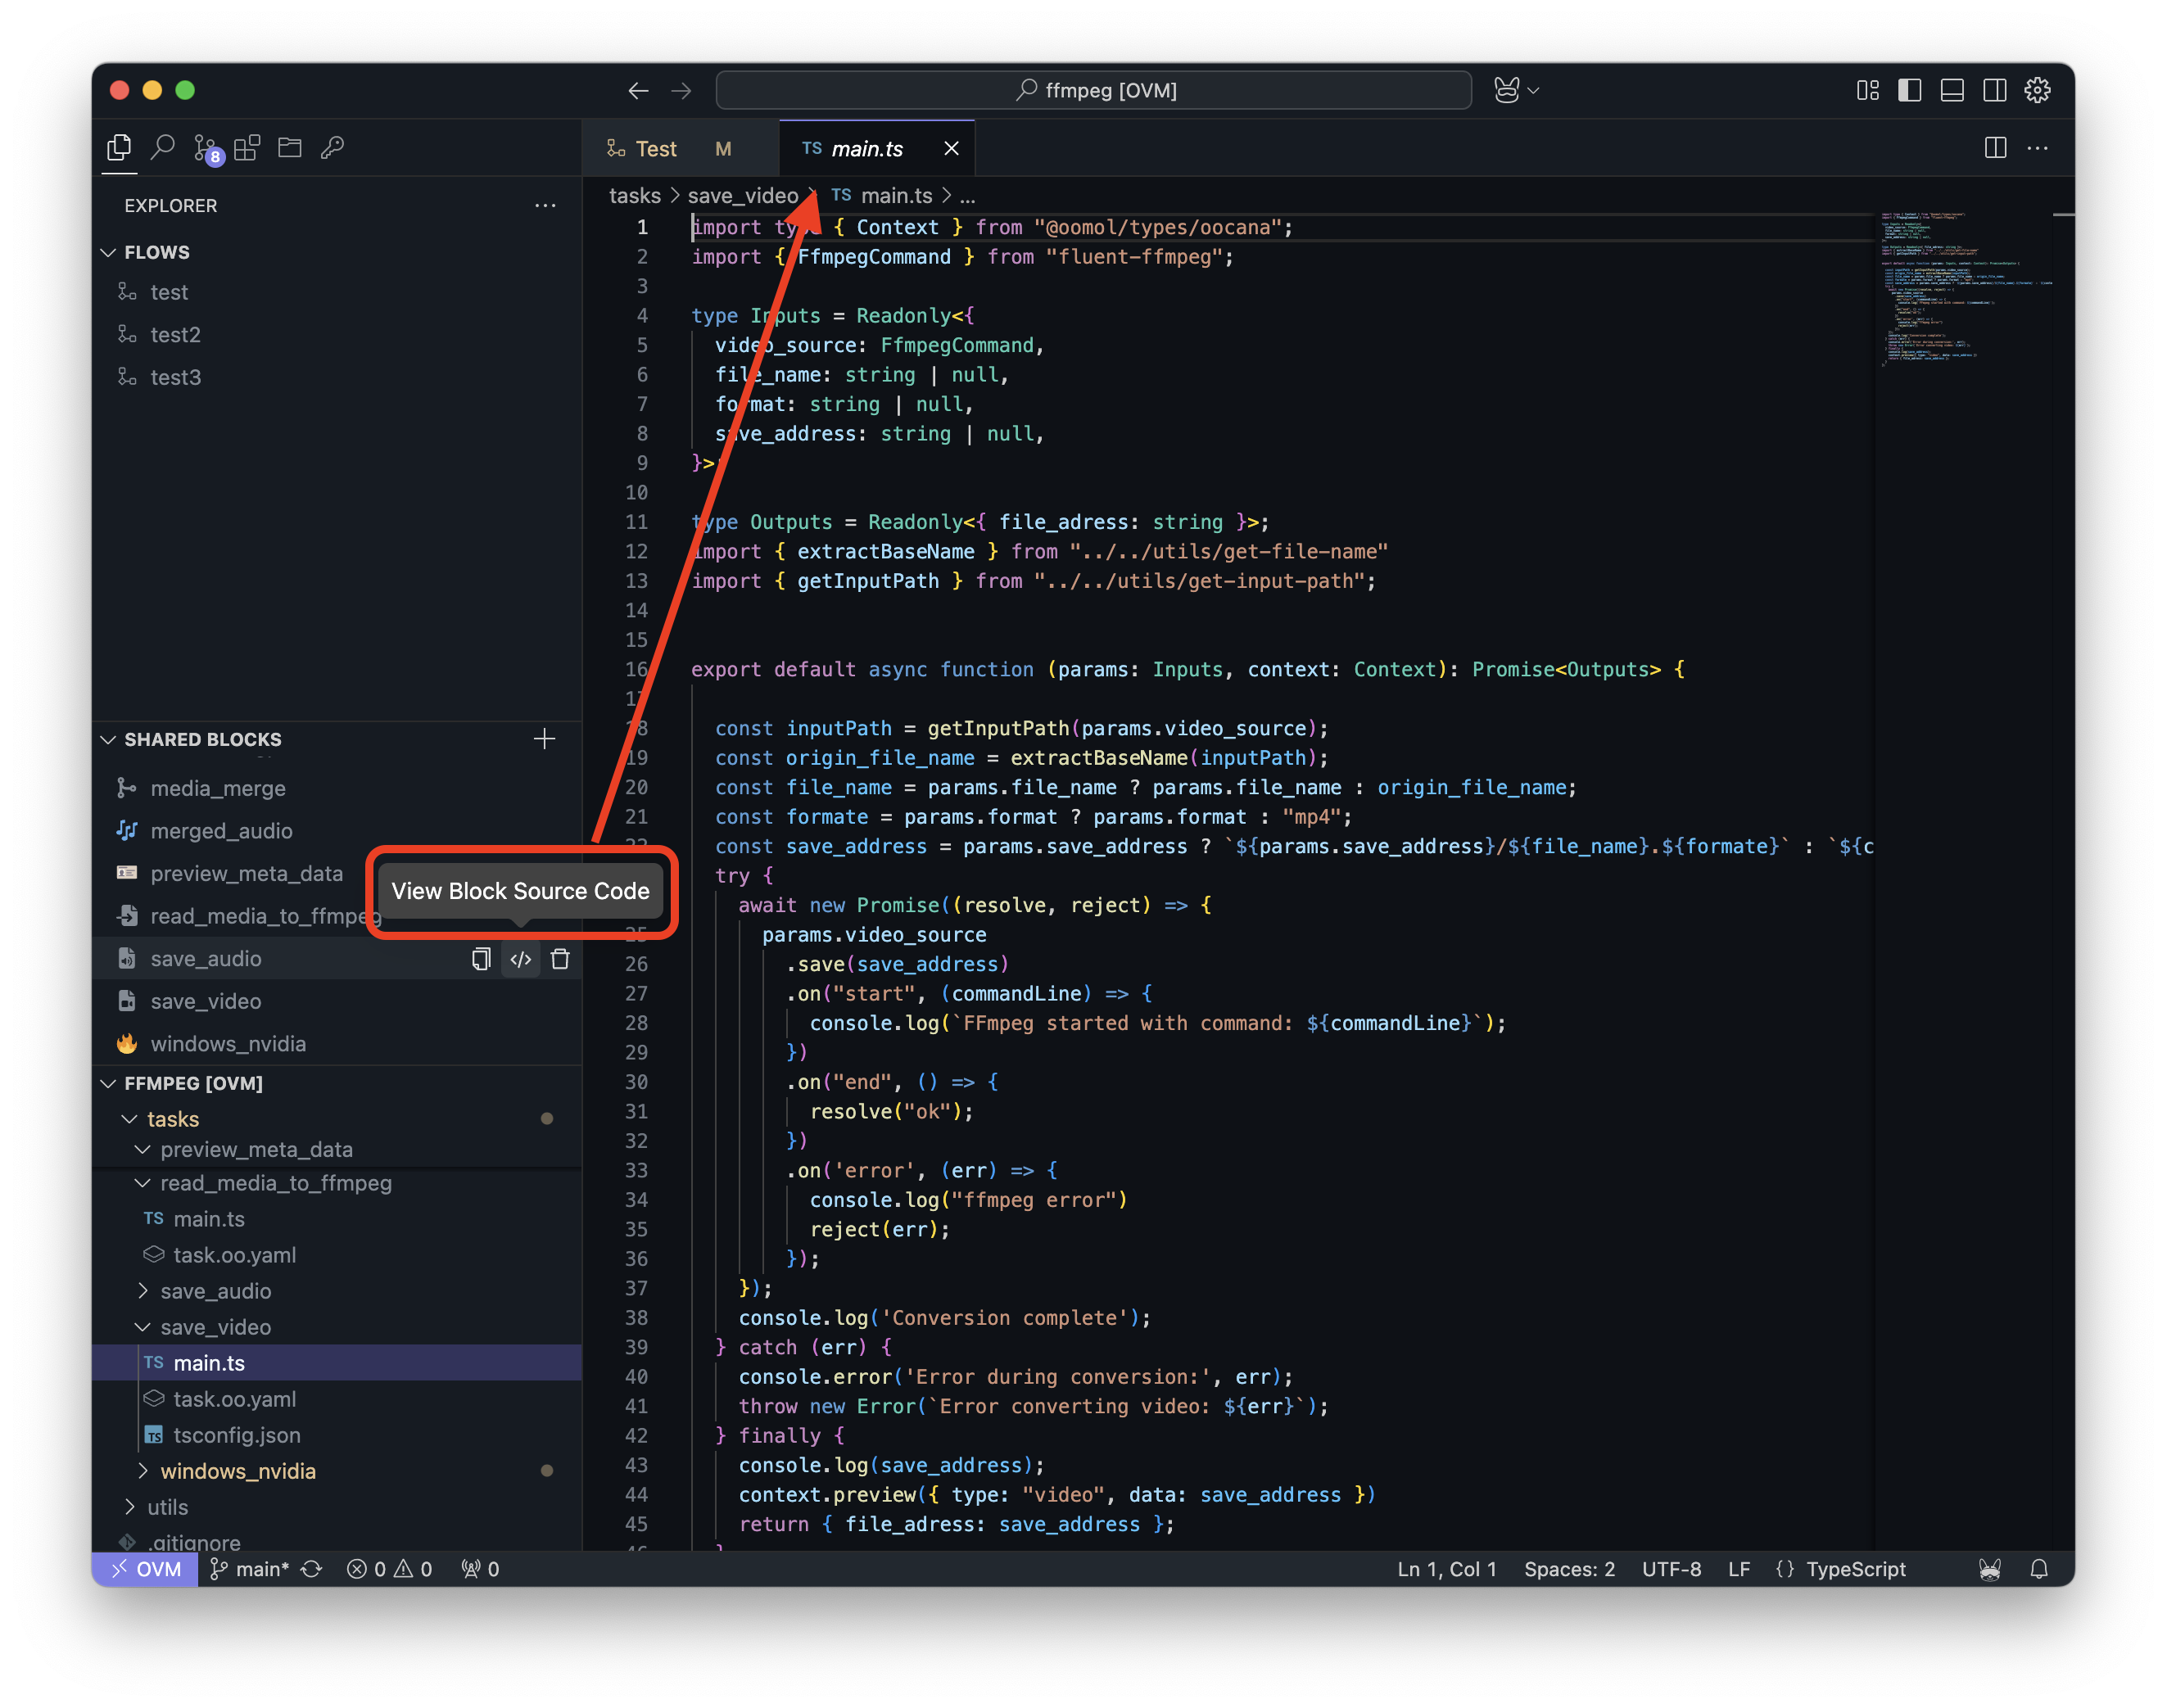 ffmpeg [OVM]
8
Test M
TS main.ts
EXPLORER
FLOWS
test
test2
test3
SHARED BLOCKS
media_merge
merged_audio
preview_meta_data
read_media_to_ffmpeg
View Block Source Code
save_audio
save_video
windows_nvidia
FFMPEG [OVM]
tasks
preview_meta_data
read_media_to_ffmpeg
TS main.ts
task.oo.yaml
save_audio
save_video
TS main.ts
task.oo.yaml
TS tsconfig.json
windows_nvidia
utils
.gitignore
tasks > save_video > TS main.ts > ...
1 import type { Context } from "@oomol/types/oocana";
2 import { FfmpegCommand } from "fluent-ffmpeg";
3
4 type Inputs = Readonly<{
5 video_source: FfmpegCommand,
6 file_name: string | null,
7 format: string | null,
8 save_address: string | null,
9 }>
10
11 type Outputs = Readonly<{ file_adress: string }>;
12 import { extractBaseName } from "../../utils/get-file-name"
13 import { getInputPath } from "../../utils/get-input-path";
14
15
16 export default async function (params: Inputs, context: Context): Promise<Outputs> {
17
18 const inputPath = getInputPath(params.video_source);
19 const origin_file_name = extractBaseName(inputPath);
20 const file_name = params.file_name ? params.file_name : origin_file_name;
21 const formate = params.format ? params.format : "mp4";
22 const save_address = params.save_address ? `${params.save_address}/${file_name}.${formate}` : `${c
try {
await new Promise((resolve, reject) => {
25 params.video_source
26 .save(save_address)
27 .on("start", (commandLine) => {
28 console.log(`FFmpeg started with command: ${commandLine}`);
29 })
30 .on("end", () => {
31 resolve("ok");
32 })
33 .on('error', (err) => {
34 console.log("ffmpeg error")
35 reject(err);
36 });
37 });
38 console.log('Conversion complete');
39 } catch (err) {
40 console.error('Error during conversion:', err);
41 throw new Error(`Error converting video: ${err}`);
42 } finally {
43 console.log(save_address);
44 context.preview({ type: "video", data: save_address })
45 return { file_adress: save_address };
46 }
OVM main* 0 0 0
Ln 1, Col 1 Spaces: 2 UTF-8 LF {} TypeScript